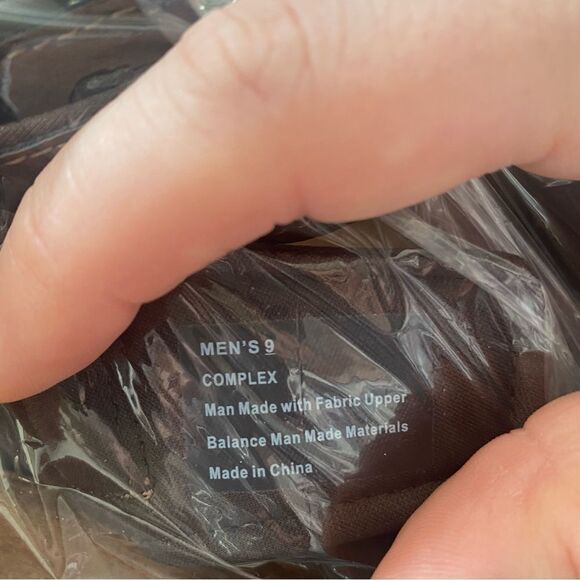 MEN'S 9
COMPLEX
Man Made with Fabric Upper
Balance Man Made Materials
Made in China